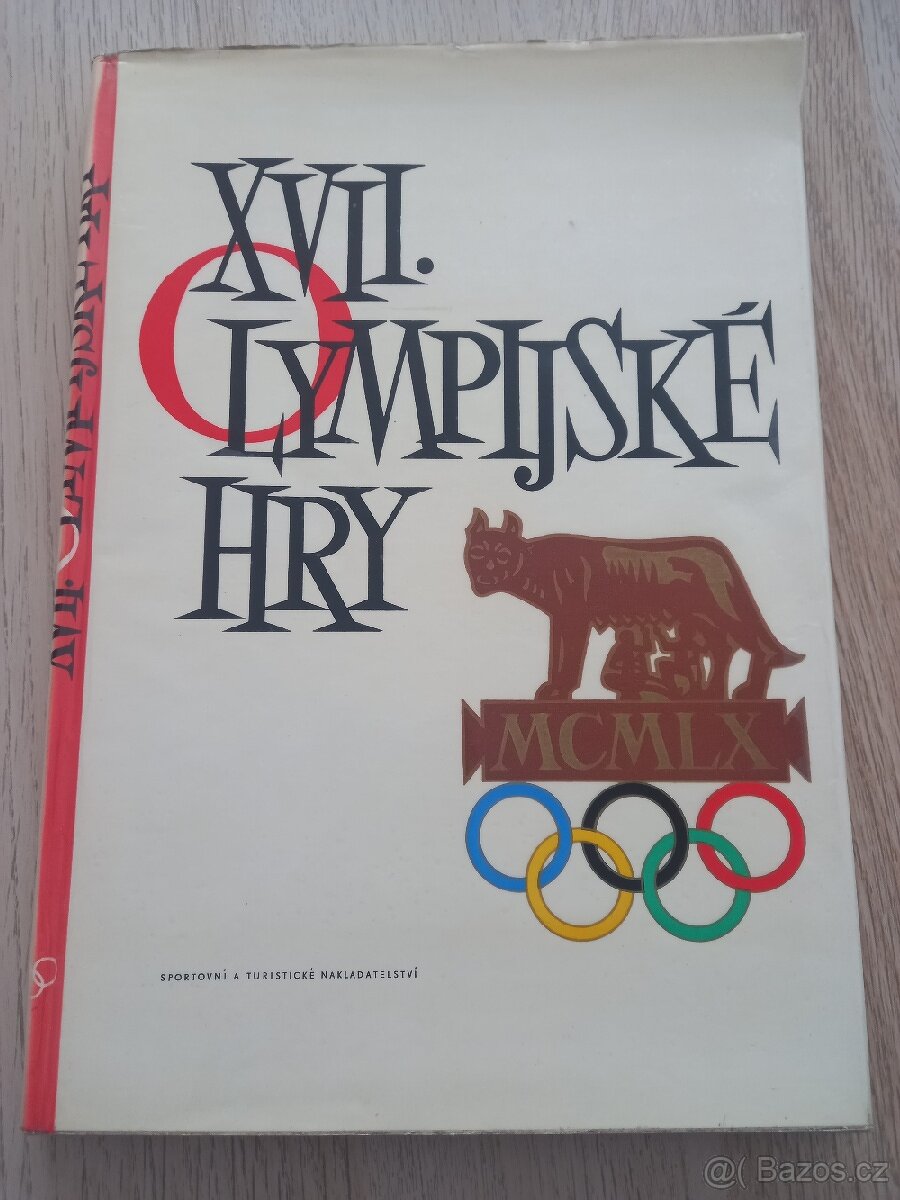 XVII.
OLYMPIJSKÉ
HRY
MCMLX
SPORTOVNÍ A TURISTICKÉ NAKLADATELSTVÍ
XVII. OLYMPIJSKÉ HRY
@( Bazos.cz